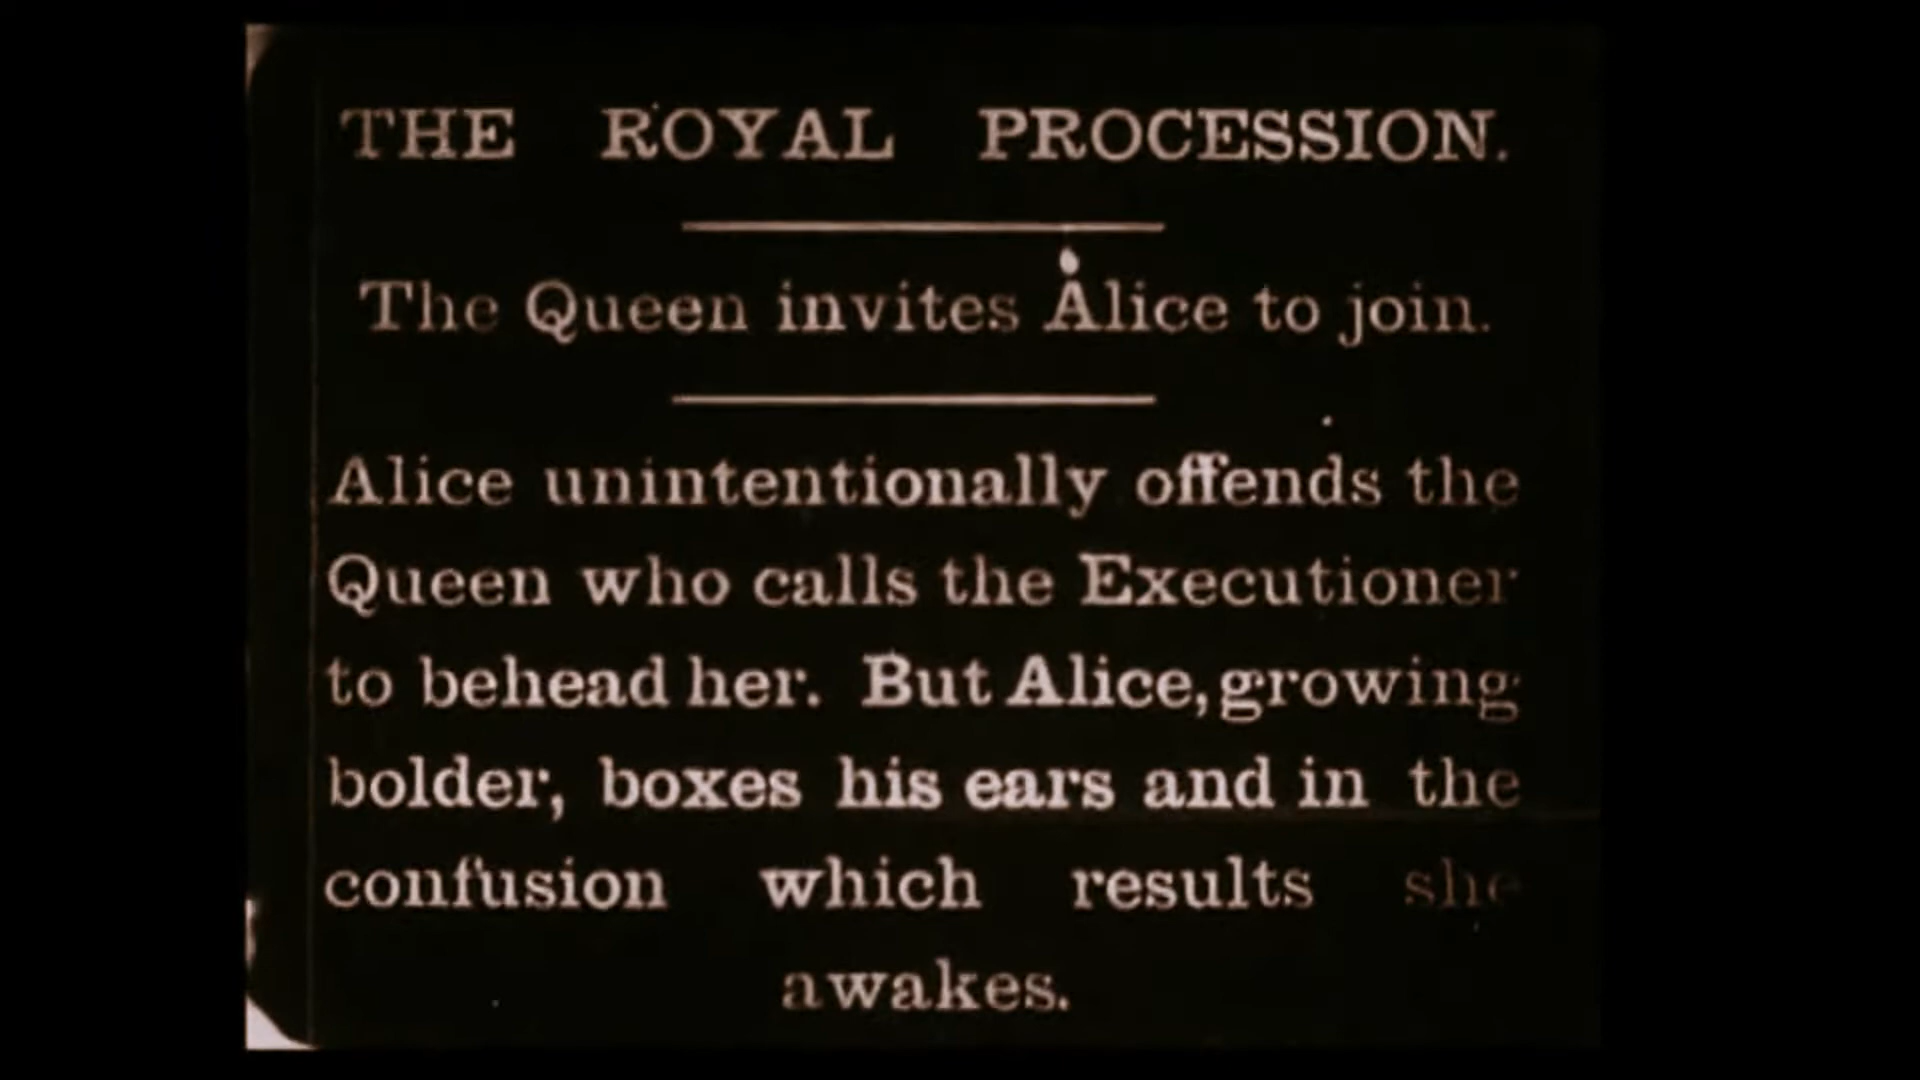 THE ROYAL PROCESSION.
The Queen invites Alice to join.
Alice unintentionally offends the
Queen who calls the Executioner
to behead her. But Alice, growing
bolder, boxes his ears and in the
confusion which results she
awakes.